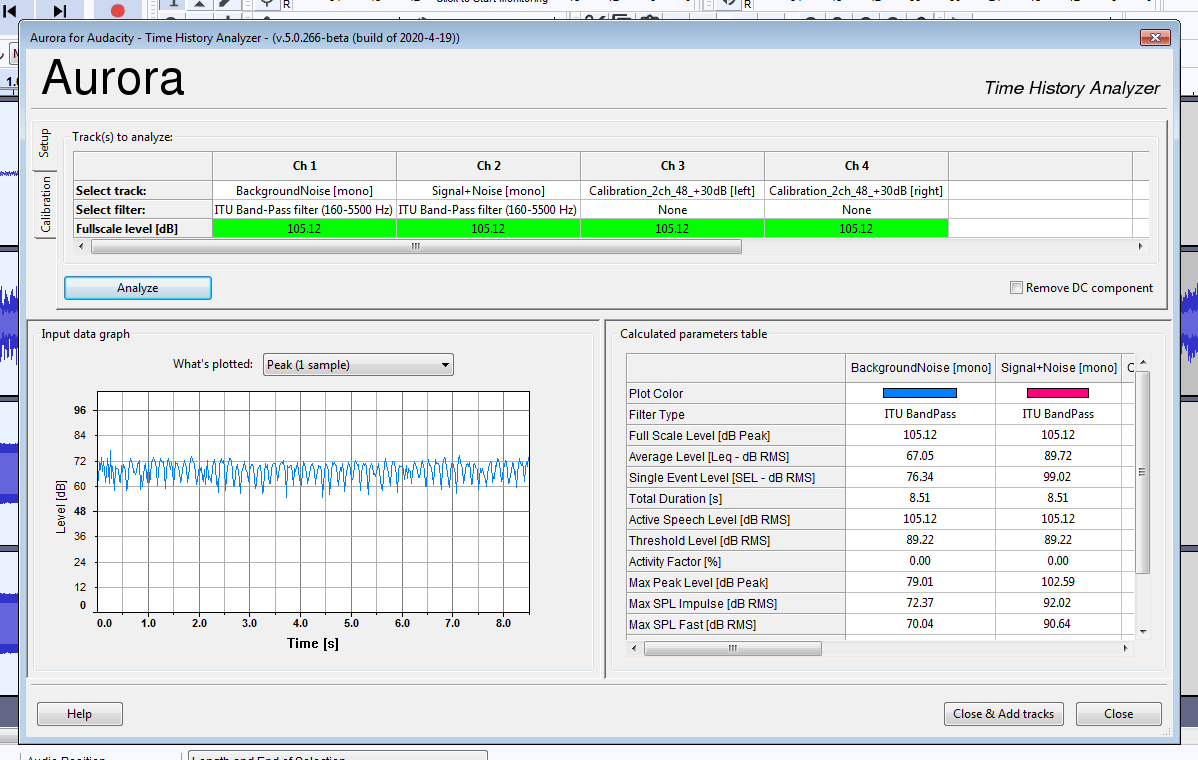 R
Click to Start Monitoring
R
Aurora for Audacity - Time History Analyzer - (v.5.0.266-beta (build of 2020-4-19))
Aurora
Time History Analyzer
Setup
Calibration
Track(s) to analyze:
Ch 1 Ch 2 Ch 3 Ch 4
Select track: BackgroundNoise [mono] Signal+Noise [mono] Calibration_2ch_48_+30dB [left] Calibration_2ch_48_+30dB [right]
Select filter: ITU Band-Pass filter (160-5500 Hz) ITU Band-Pass filter (160-5500 Hz) None None
Fullscale level [dB] 105.12 105.12 105.12 105.12
Analyze
Remove DC component
Input data graph
What's plotted: Peak (1 sample)
Level [dB]
96
84
72
60
48
36
24
12
0
0.0 1.0 2.0 3.0 4.0 5.0 6.0 7.0 8.0
Time [s]
Calculated parameters table
BackgroundNoise [mono] Signal+Noise [mono]
Plot Color
Filter Type ITU BandPass ITU BandPass
Full Scale Level [dB Peak] 105.12 105.12
Average Level [Leq - dB RMS] 67.05 89.72
Single Event Level [SEL - dB RMS] 76.34 99.02
Total Duration [s] 8.51 8.51
Active Speech Level [dB RMS] 105.12 105.12
Threshold Level [dB RMS] 89.22 89.22
Activity Factor [%] 0.00 0.00
Max Peak Level [dB Peak] 79.01 102.59
Max SPL Impulse [dB RMS] 72.37 92.02
Max SPL Fast [dB RMS] 70.04 90.64
Help
Close & Add tracks
Close
Audio Position
Length and End of Selection